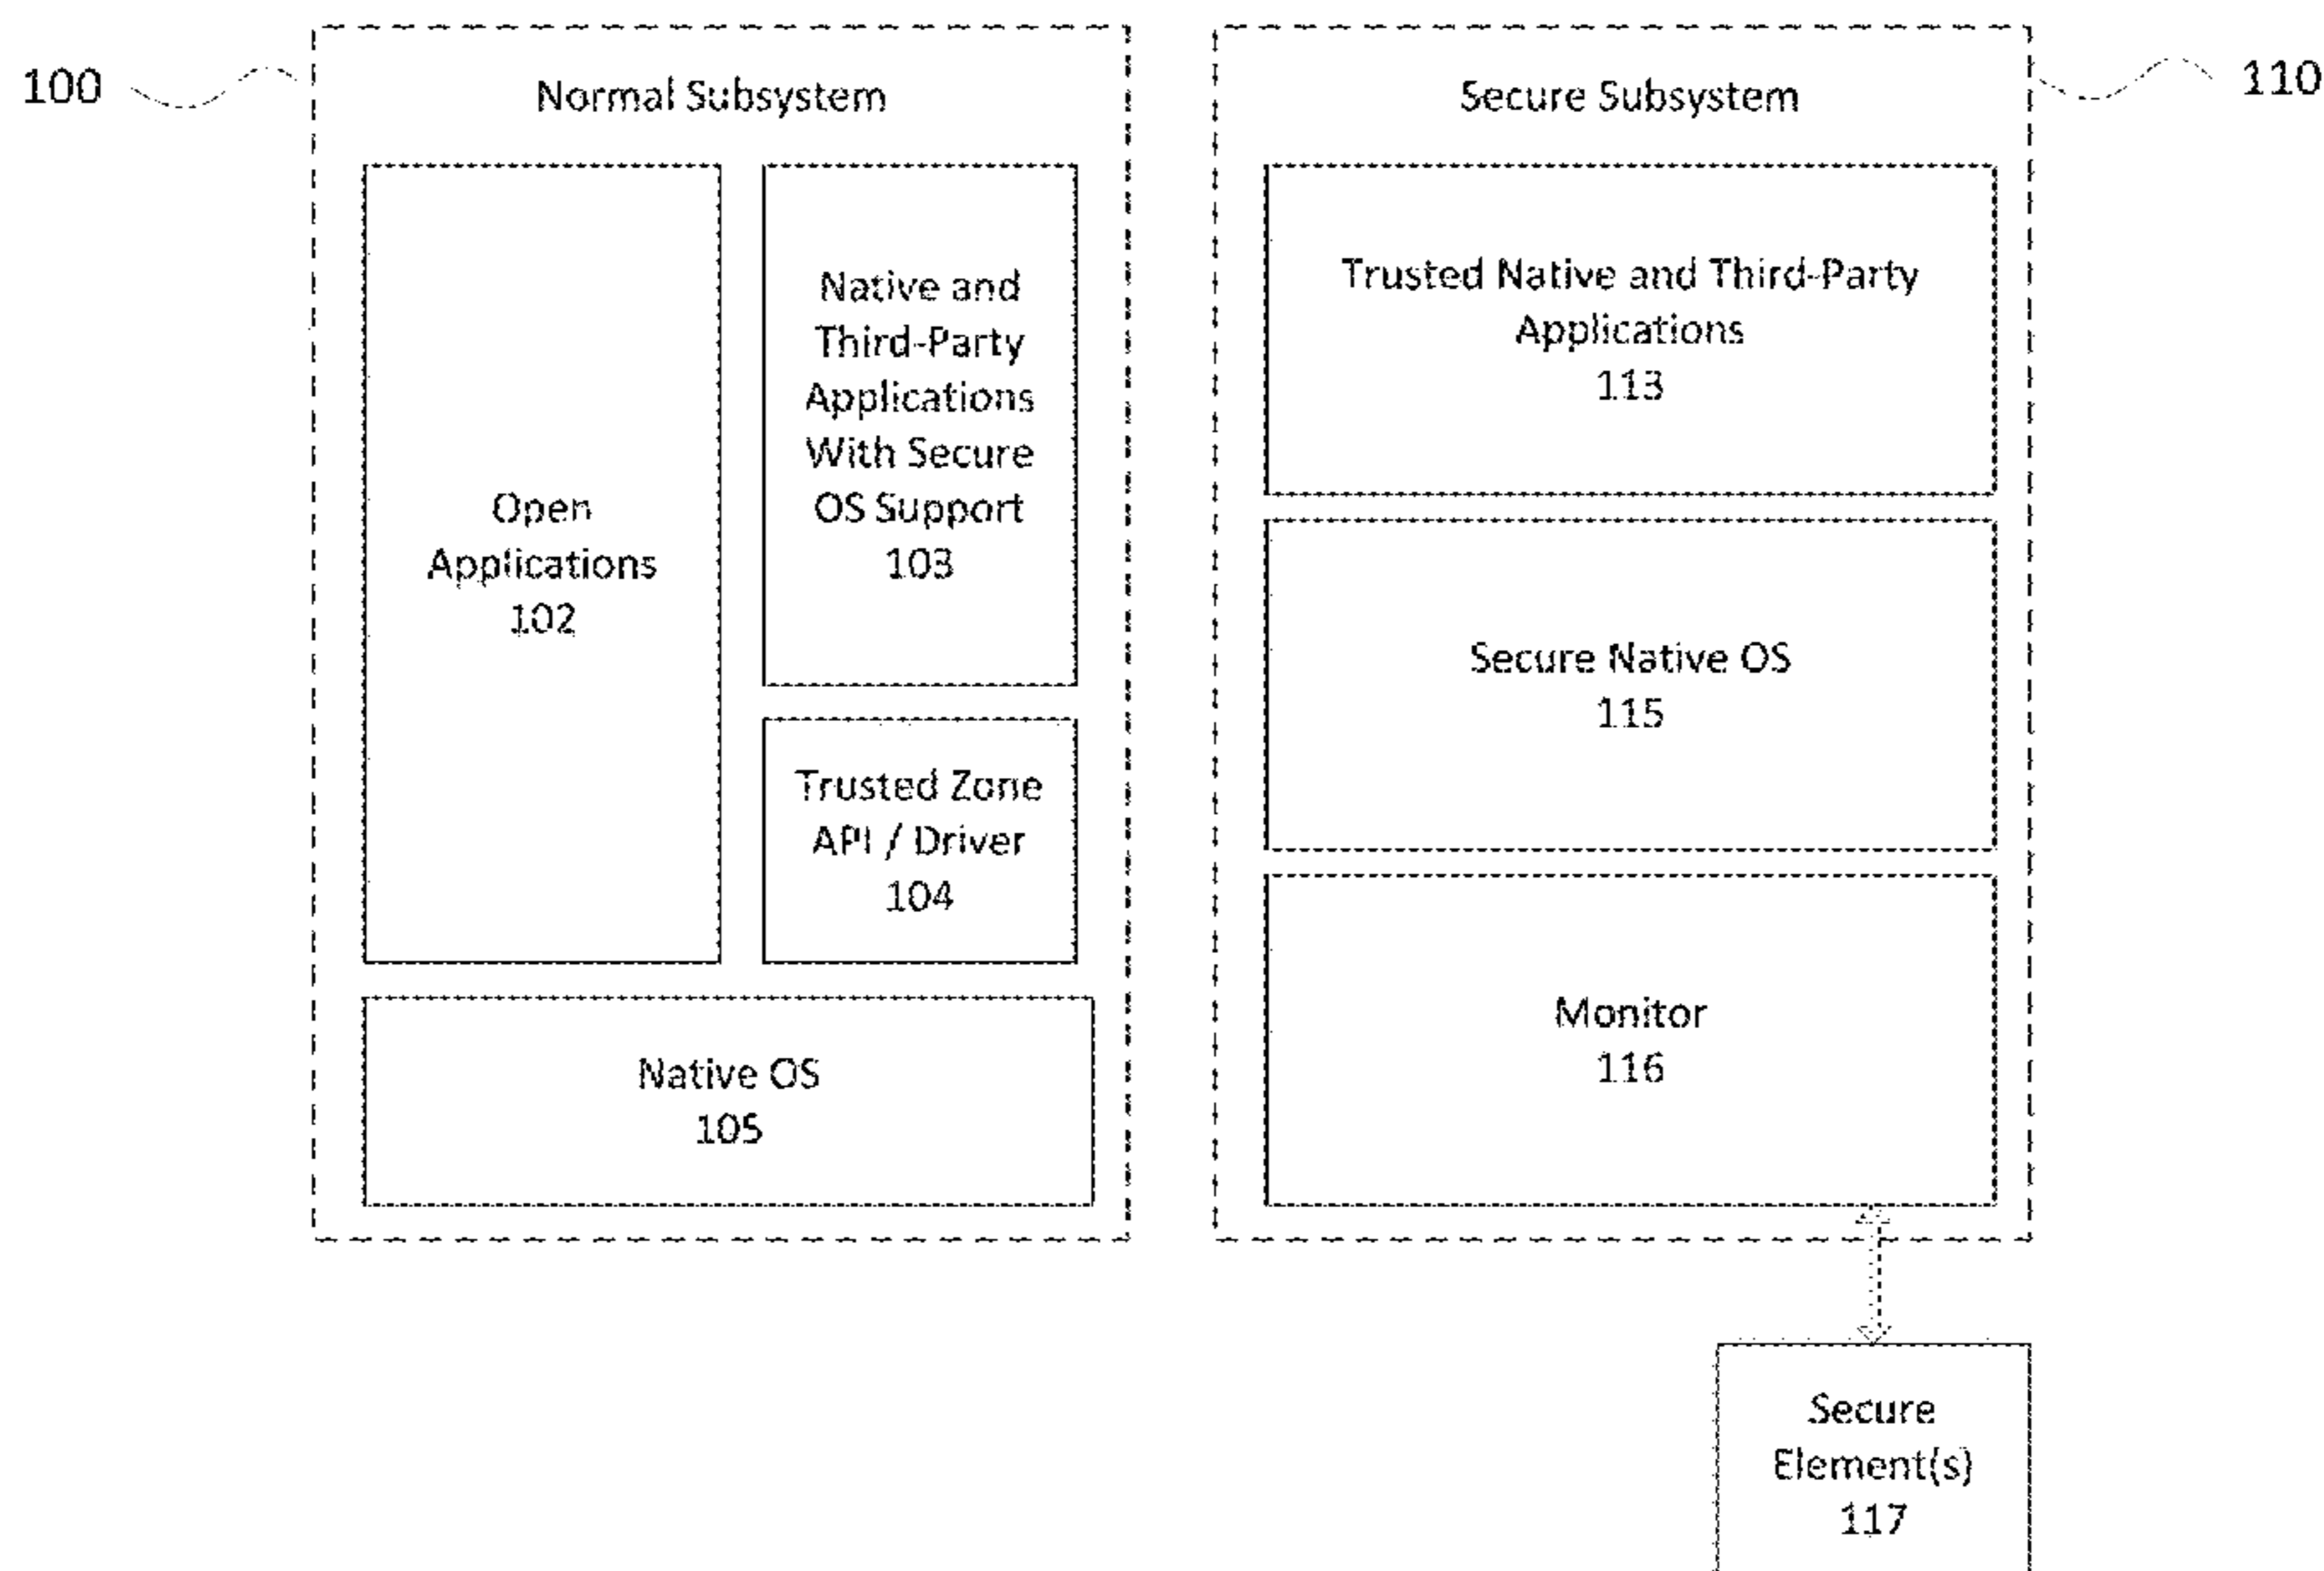 100
Normal Subsystem
Open
Applications
102
Native and
Third-Party
Applications
With Secure
OS Support
103
Trusted Zone
API / Driver
104
Native OS
105
Secure Subsystem
110
Trusted Native and Third-Party
Applications
113
Secure Native OS
115
Monitor
116
Secure
Element(s)
117